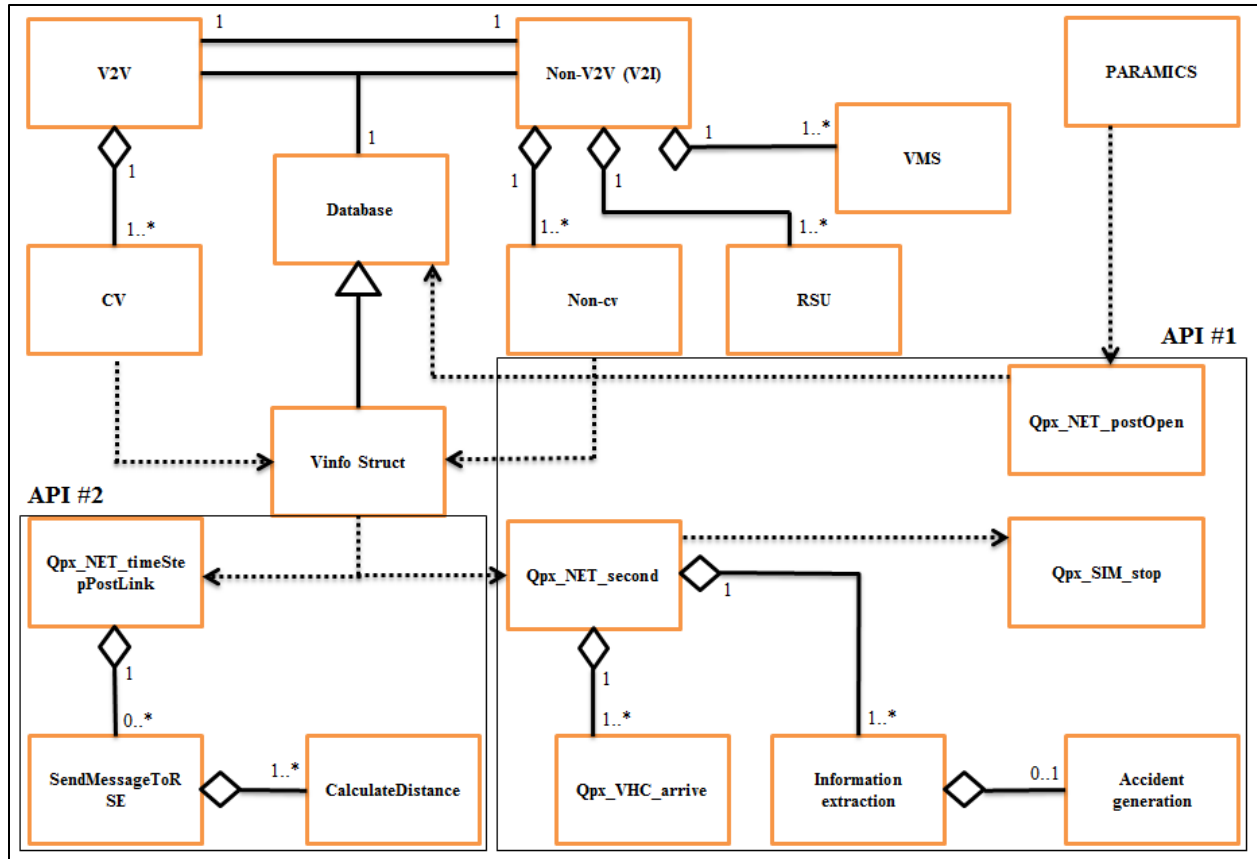 1
1
V2V
Non-V2V (V2I)
PARAMICS
1
1
1
1
1
1..*
VMS
1..*
Database
1..*
1..*
CV
Non-cv
RSU
API #1
Qpx_NET_postOpen
Vinfo Struct
API #2
Qpx_NET_timeSte
pPostLink
Qpx_NET_second
Qpx_SIM_stop
1
1
1
0..*
1..*
1..*
SendMessageToR
SE
1..*
CalculateDistance
Qpx_VHC_arrive
Information
extraction
0..1
Accident
generation